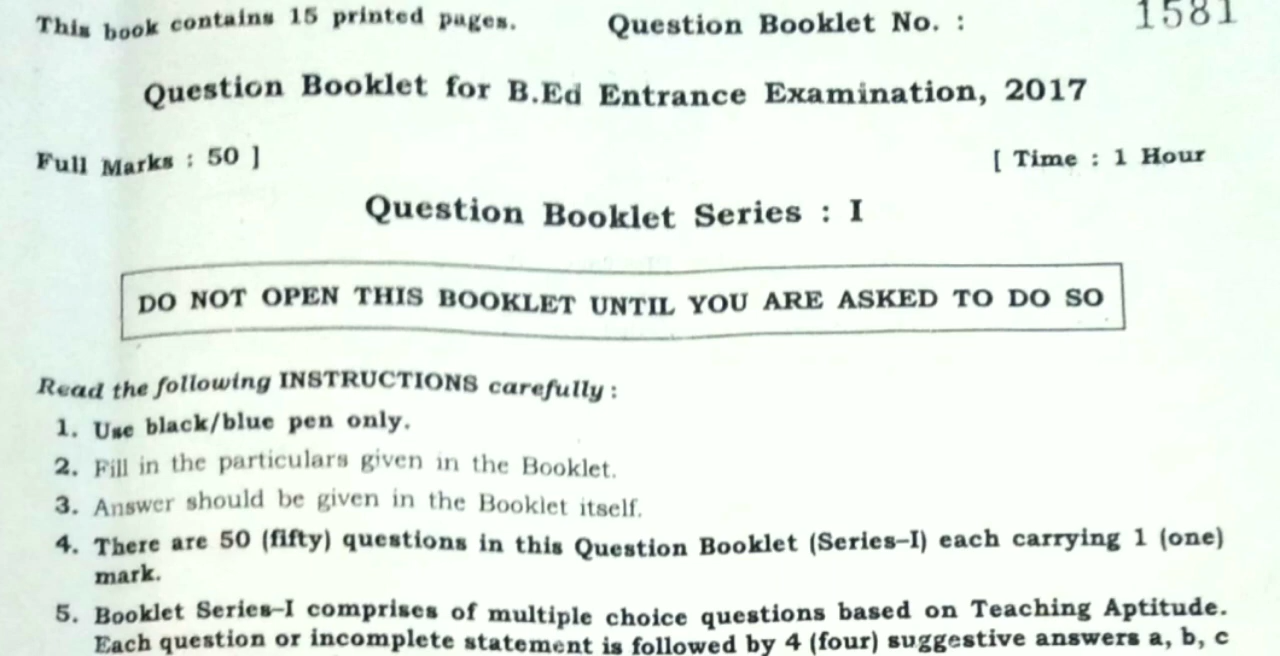 This book contains 15 printed pages. Question Booklet No. : 1581
Question Booklet for B.Ed Entrance Examination, 2017
Full Marks : 50 ] [ Time : 1 Hour
Question Booklet Series : I
DO NOT OPEN THIS BOOKLET UNTIL YOU ARE ASKED TO DO SO
Read the following INSTRUCTIONS carefully :
1. Use black/blue pen only.
2. Fill in the particulars given in the Booklet.
3. Answer should be given in the Booklet itself.
4. There are 50 (fifty) questions in this Question Booklet (Series–I) each carrying 1 (one)
mark.
5. Booklet Series–I comprises of multiple choice questions based on Teaching Aptitude.
Each question or incomplete statement is followed by 4 (four) suggestive answers a, b, c